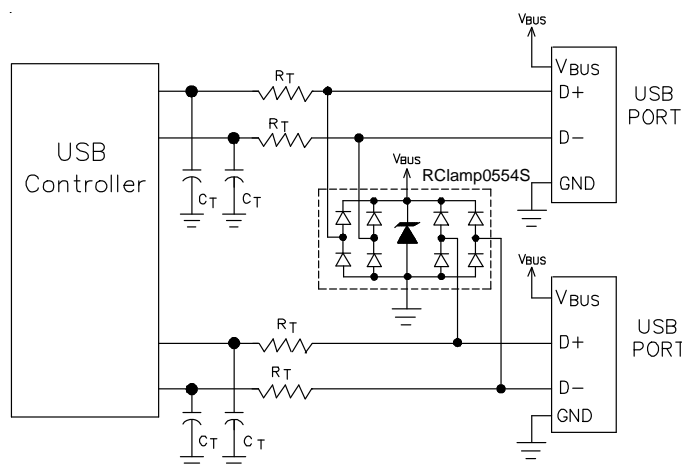 VBUS
VBUS
D+
D−
GND
USB
PORT
RT
RT
USB
Controller
CT
CT
VBUS
RClamp0554S
VBUS
VBUS
D+
D−
GND
USB
PORT
RT
RT
CT
CT